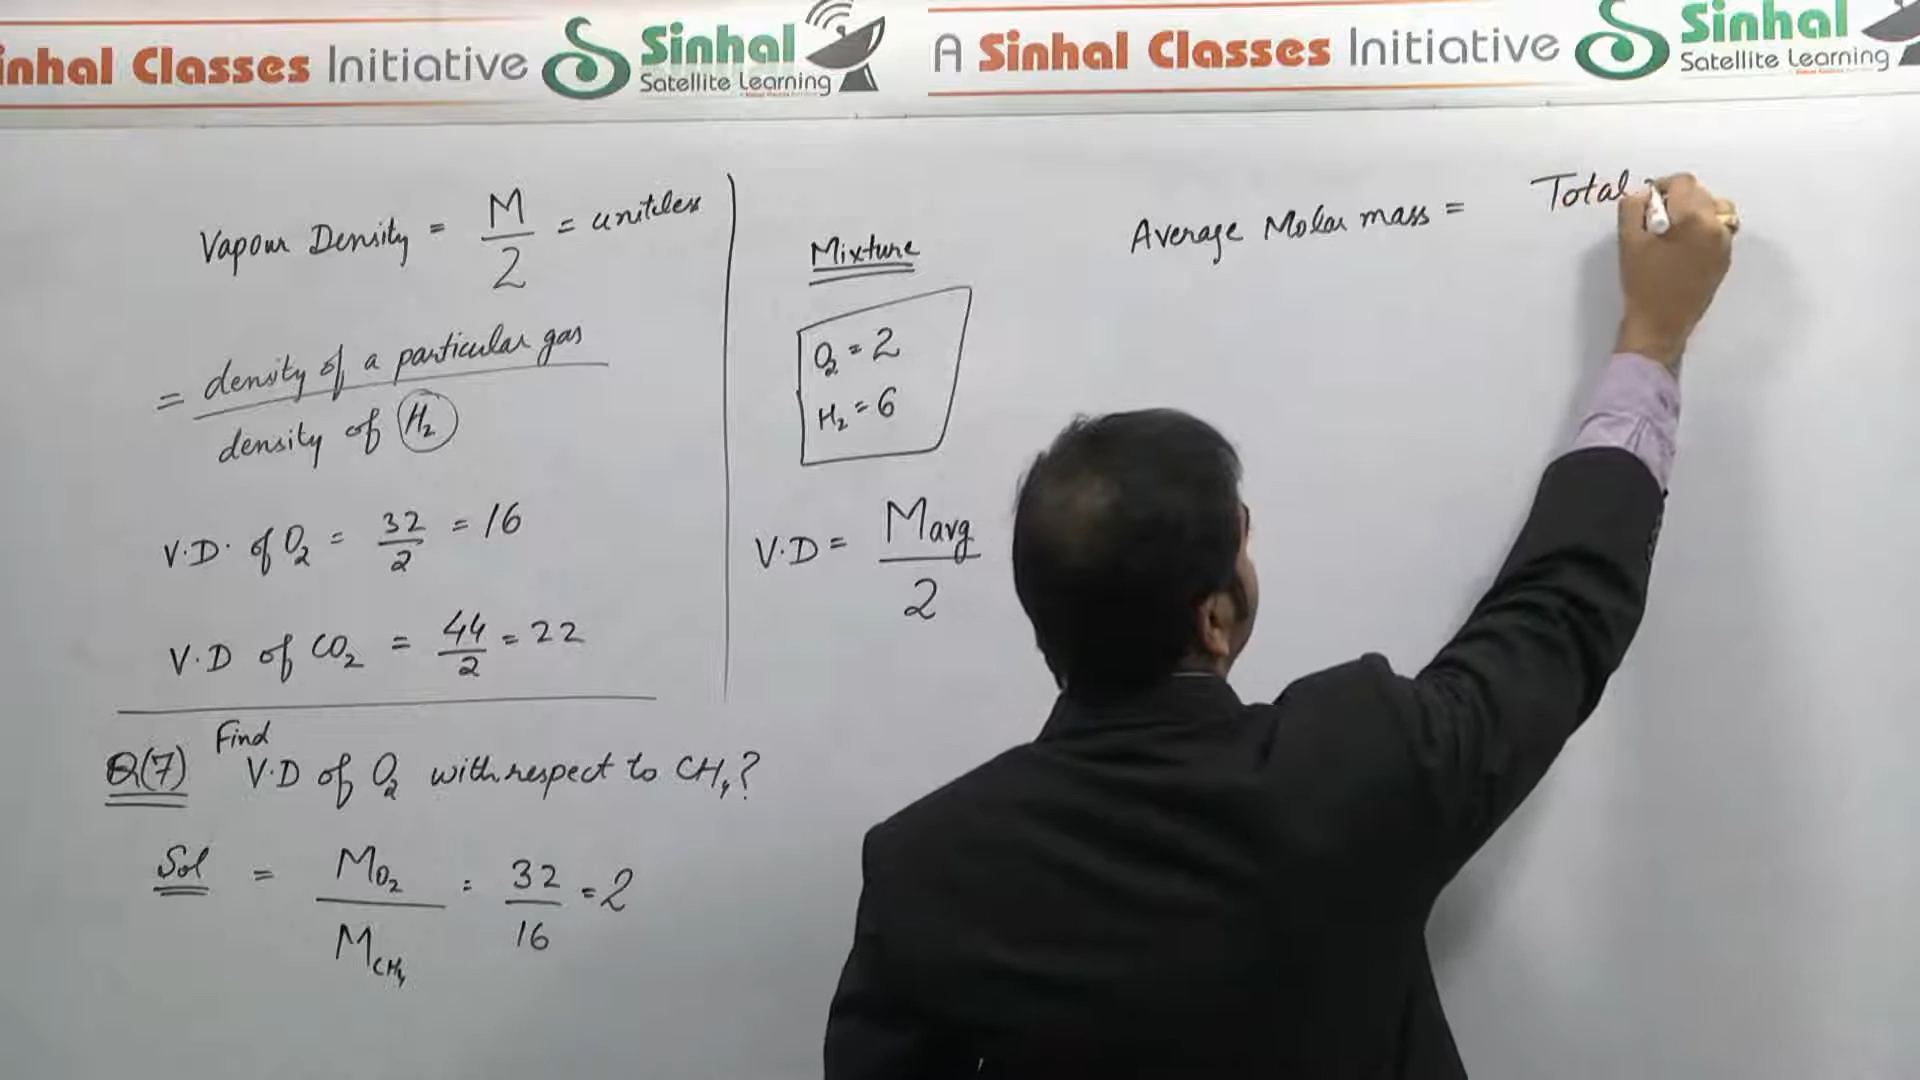 inhal Classes Initiative Sinhal
Satellite Learning
A Sinhal Classes Initiative Sinhal
Satellite Learning
Vapour Density = M/2 = unitless
= density of a particular gas
density of H₂
V.D. of O₂ = 32/2 = 16
V.D of CO₂ = 44/2 = 22
Q(7) Find V.D of O₂ with respect to CH₄?
Sol = M_O₂ / M_CH₄ = 32/16 = 2
Mixture
O₂ = 2
H₂ = 6
V.D = Mavg / 2
Average Molar mass = Total